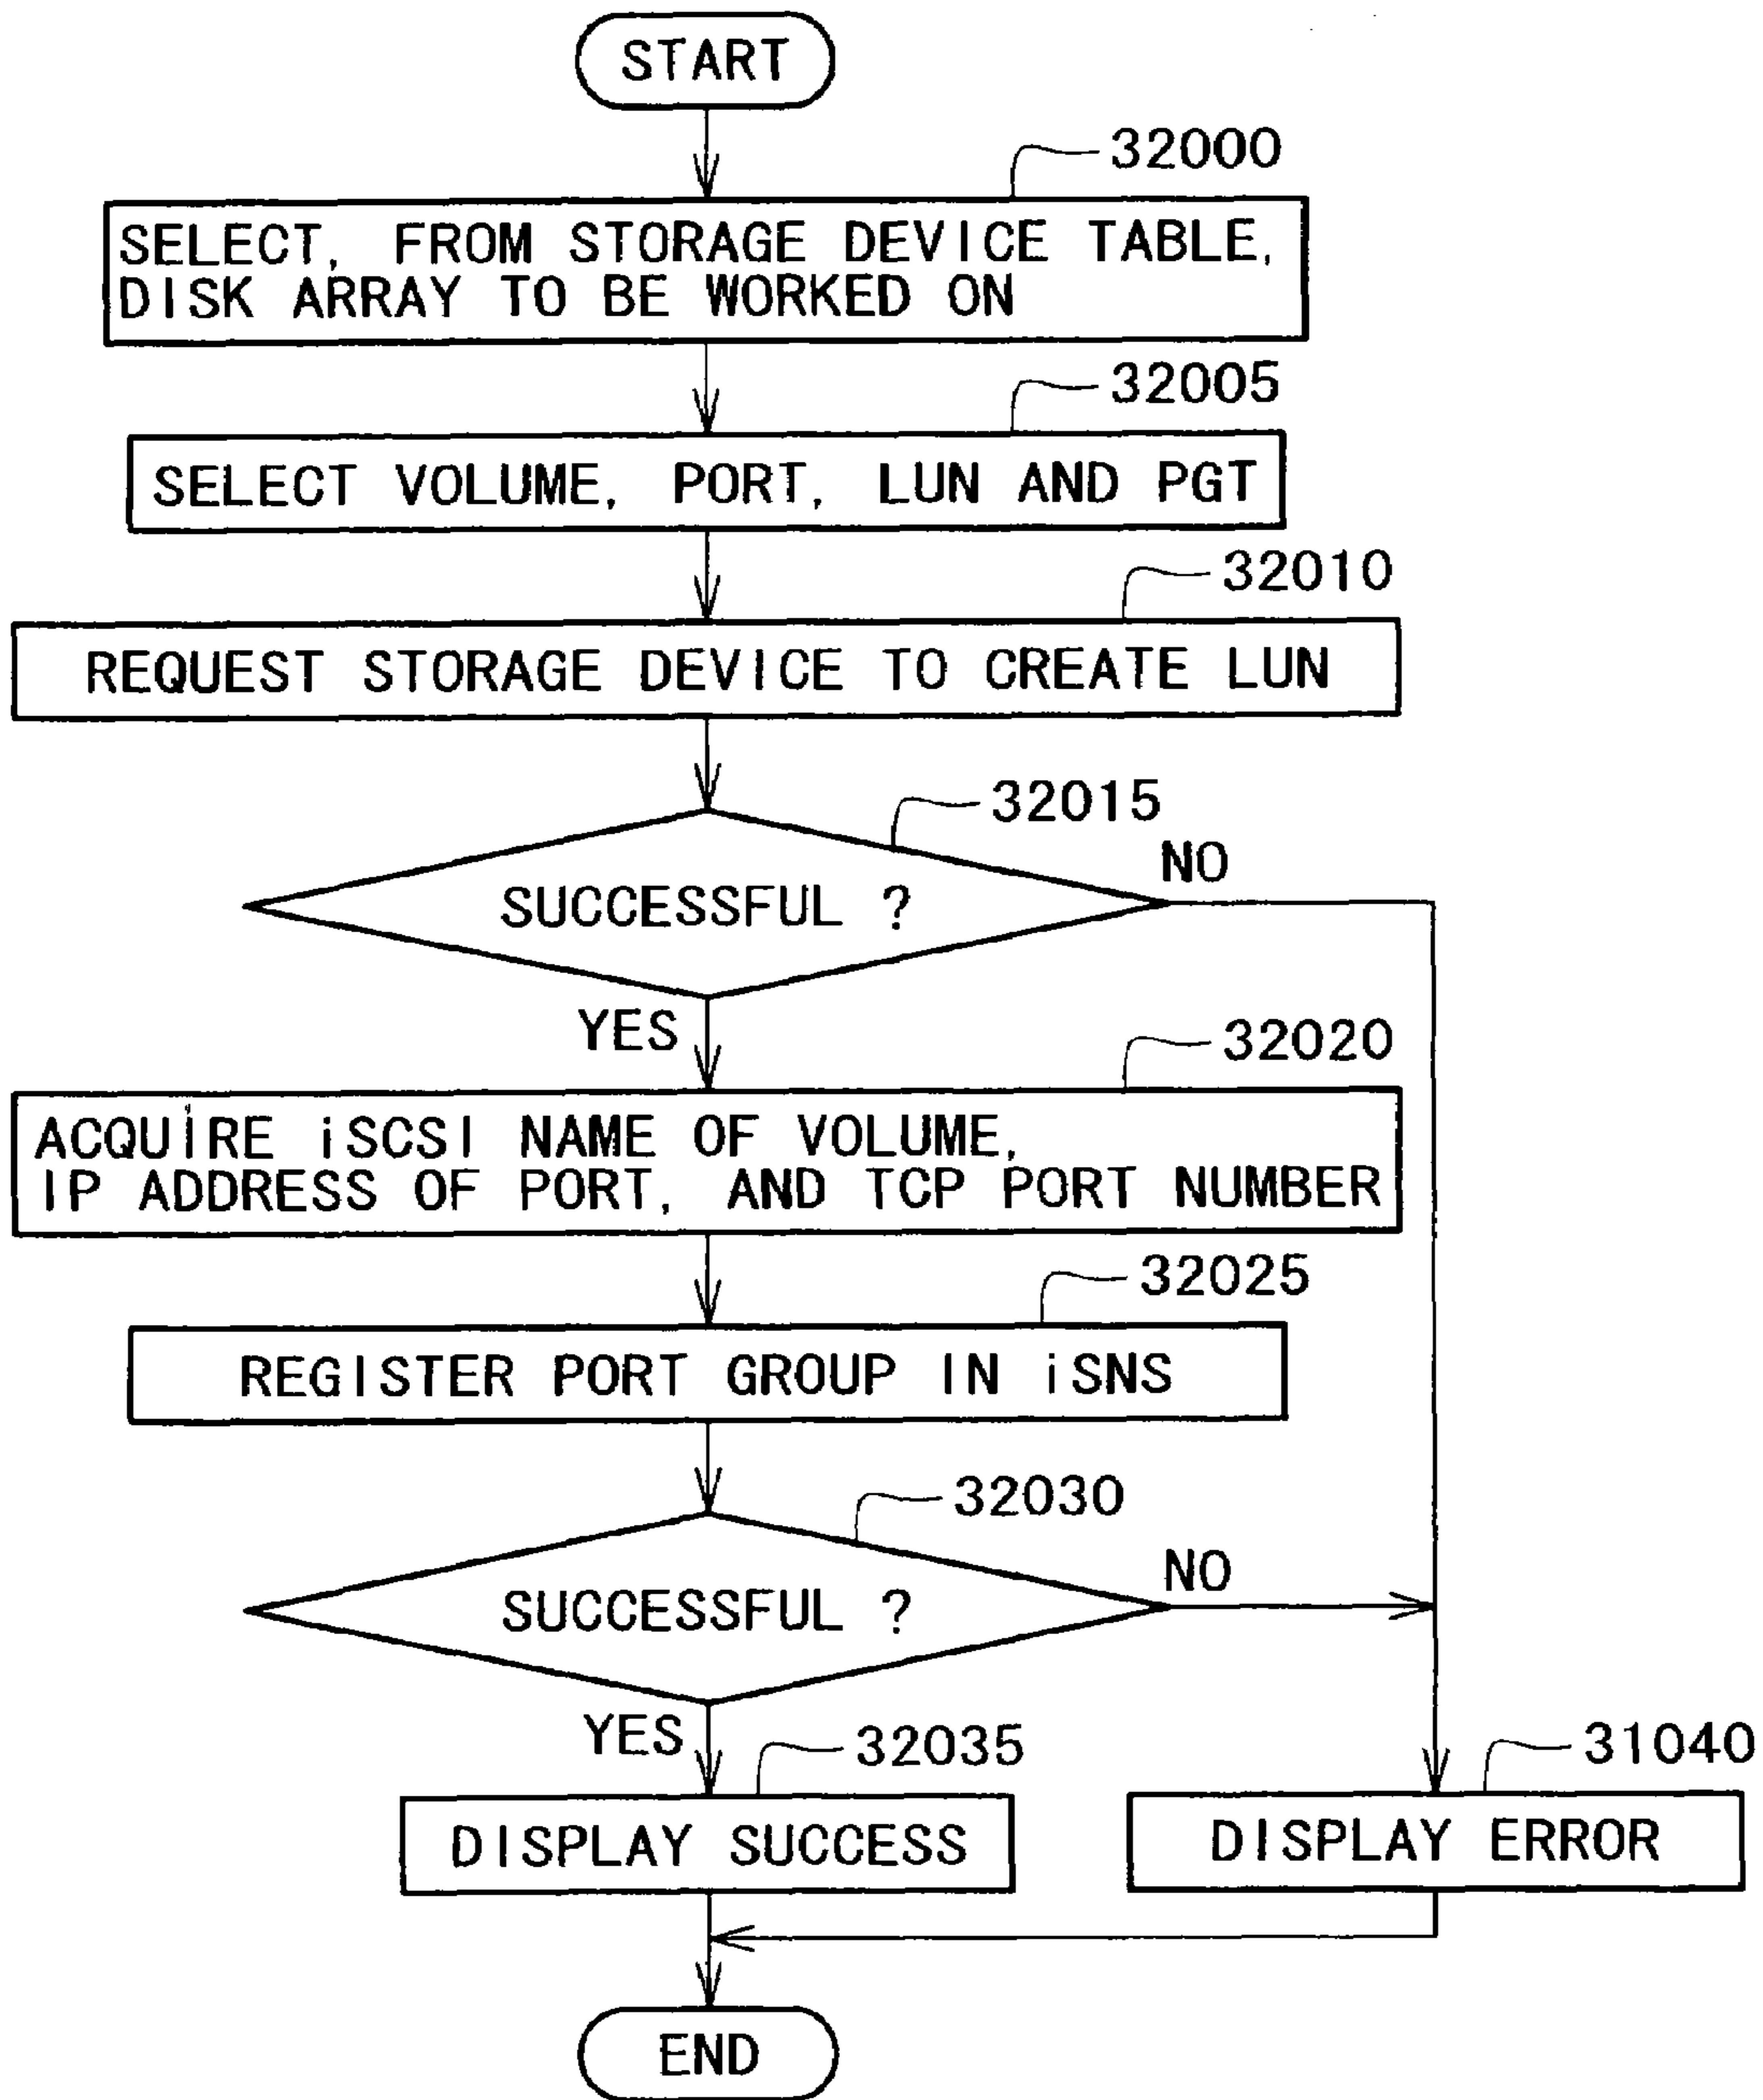 START
32000
SELECT, FROM STORAGE DEVICE TABLE,
DISK ARRAY TO BE WORKED ON
32005
SELECT VOLUME, PORT, LUN AND PGT
32010
REQUEST STORAGE DEVICE TO CREATE LUN
32015
SUCCESSFUL ?
NO
YES
32020
ACQUIRE iSCSI NAME OF VOLUME,
IP ADDRESS OF PORT, AND TCP PORT NUMBER
32025
REGISTER PORT GROUP IN iSNS
32030
SUCCESSFUL ?
NO
YES
32035
DISPLAY SUCCESS
31040
DISPLAY ERROR
END